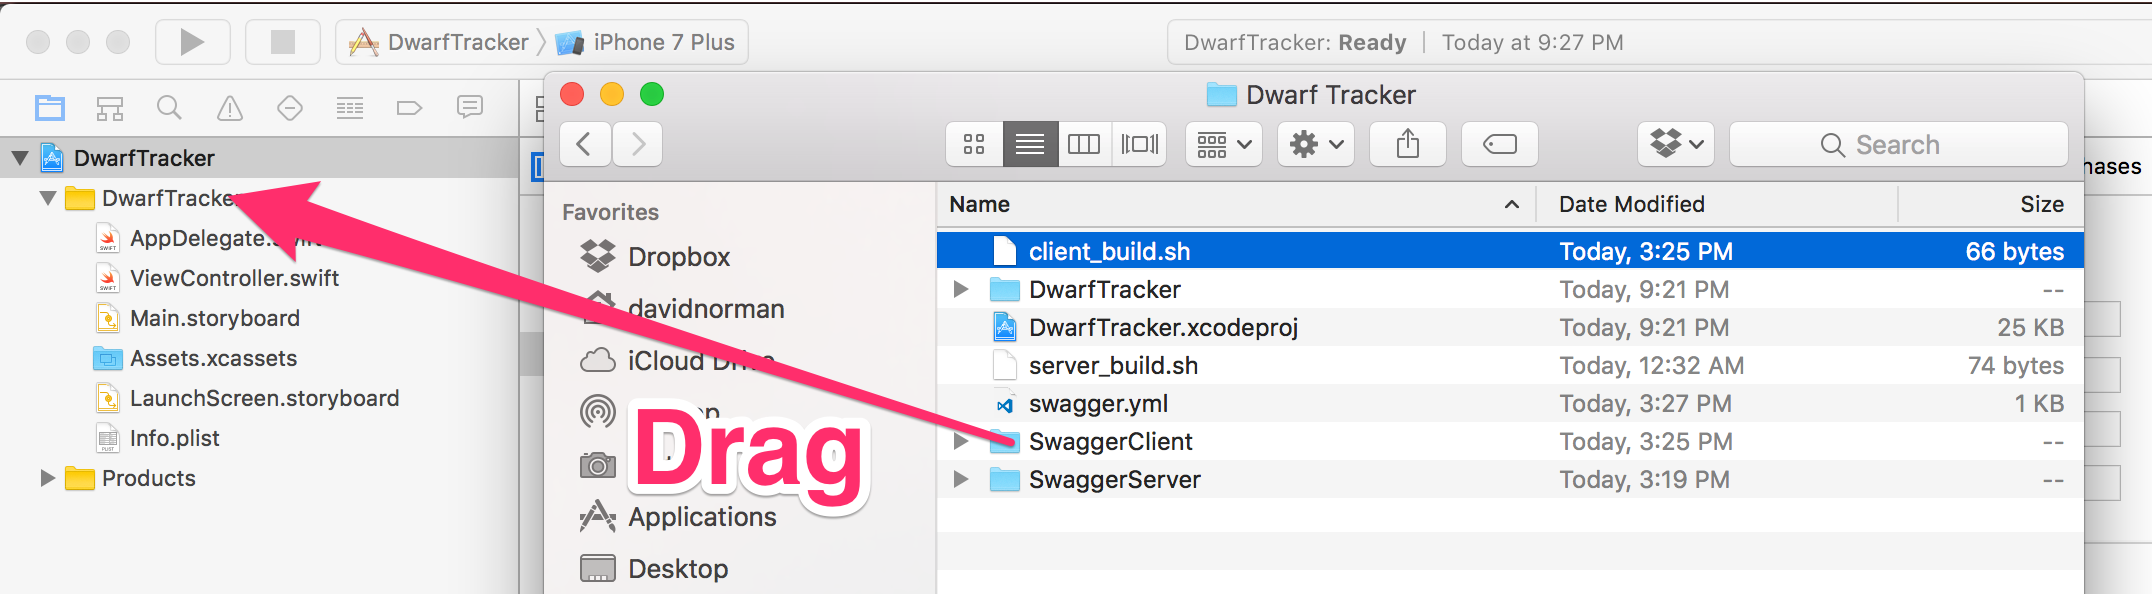 DwarfTracker
iPhone 7 Plus
DwarfTracker: Ready | Today at 9:27 PM
DwarfTracker
DwarfTracke
AppDelegate.
ViewController.swift
Main.storyboard
Assets.xcassets
LaunchScreen.storyboard
Info.plist
Products
Dwarf Tracker
Search
hases
Favorites
Dropbox
davidnorman
iCloud Drive
Applications
Desktop
Drag
Name Date Modified Size
client_build.sh Today, 3:25 PM 66 bytes
DwarfTracker Today, 9:21 PM --
DwarfTracker.xcodeproj Today, 9:21 PM 25 KB
server_build.sh Today, 12:32 AM 74 bytes
swagger.yml Today, 3:27 PM 1 KB
SwaggerClient Today, 3:25 PM --
SwaggerServer Today, 3:19 PM --